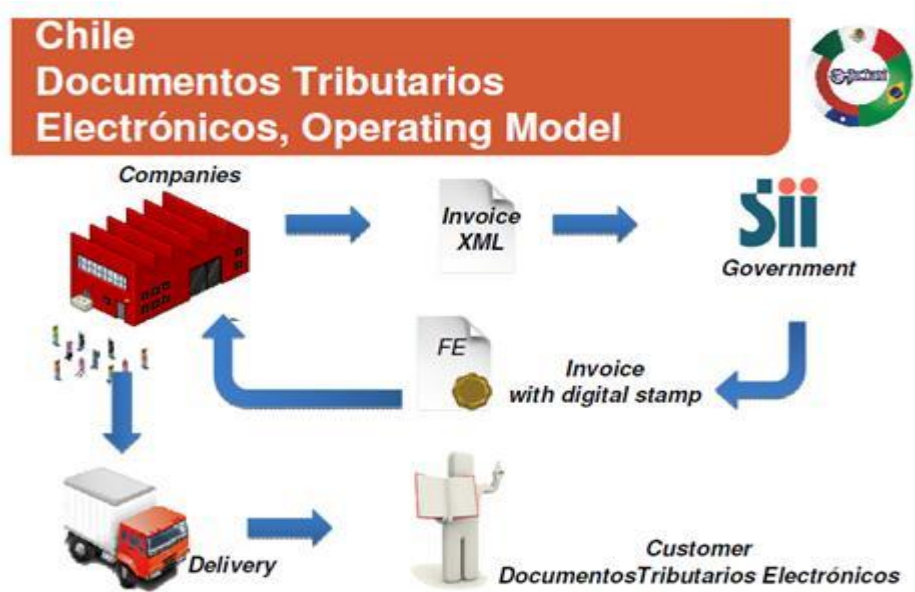 Chile
Documentos Tributarios
Electrónicos, Operating Model
Companies
Invoice
XML
Sii
Government
FE
Invoice
with digital stamp
Delivery
Customer
DocumentosTributarios Electrónicos